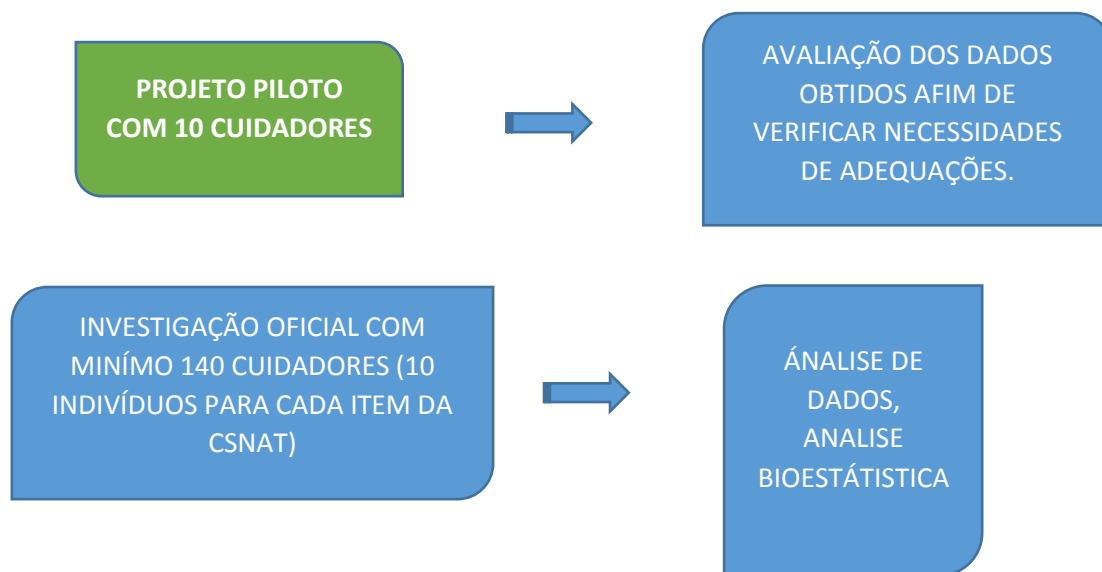 PROJETO PILOTO
COM 10 CUIDADORES
AVALIAÇÃO DOS DADOS
OBTIDOS AFIM DE
VERIFICAR NECESSIDADES
DE ADEQUAÇÕES.
INVESTIGAÇÃO OFICIAL COM
MINÍMO 140 CUIDADORES (10
INDIVÍDUOS PARA CADA ITEM DA
CSNAT)
ÁNALISE DE
DADOS,
ANALISE
BIOESTÁTISTICA